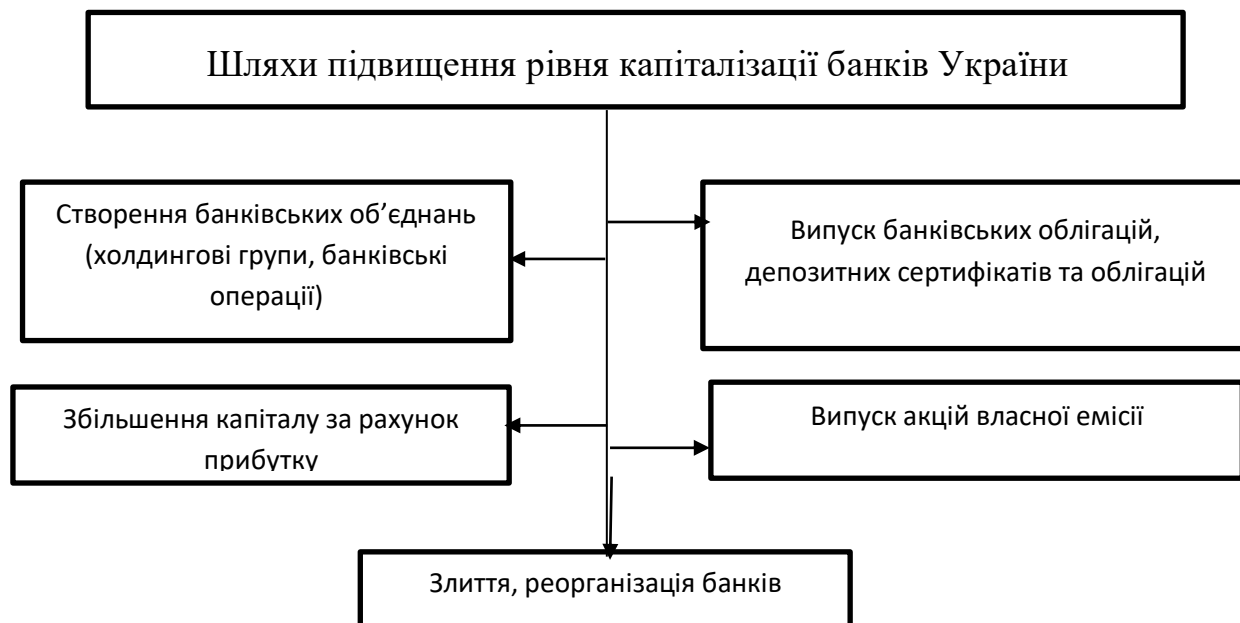 Шляхи підвищення рівня капіталізації банків України
Створення банківських об’єднань
(холдингові групи, банківські
операції)
Випуск банківських облігацій,
депозитних сертифікатів та облігацій
Збільшення капіталу за рахунок
прибутку
Випуск акцій власної емісії
Злиття, реорганізація банків